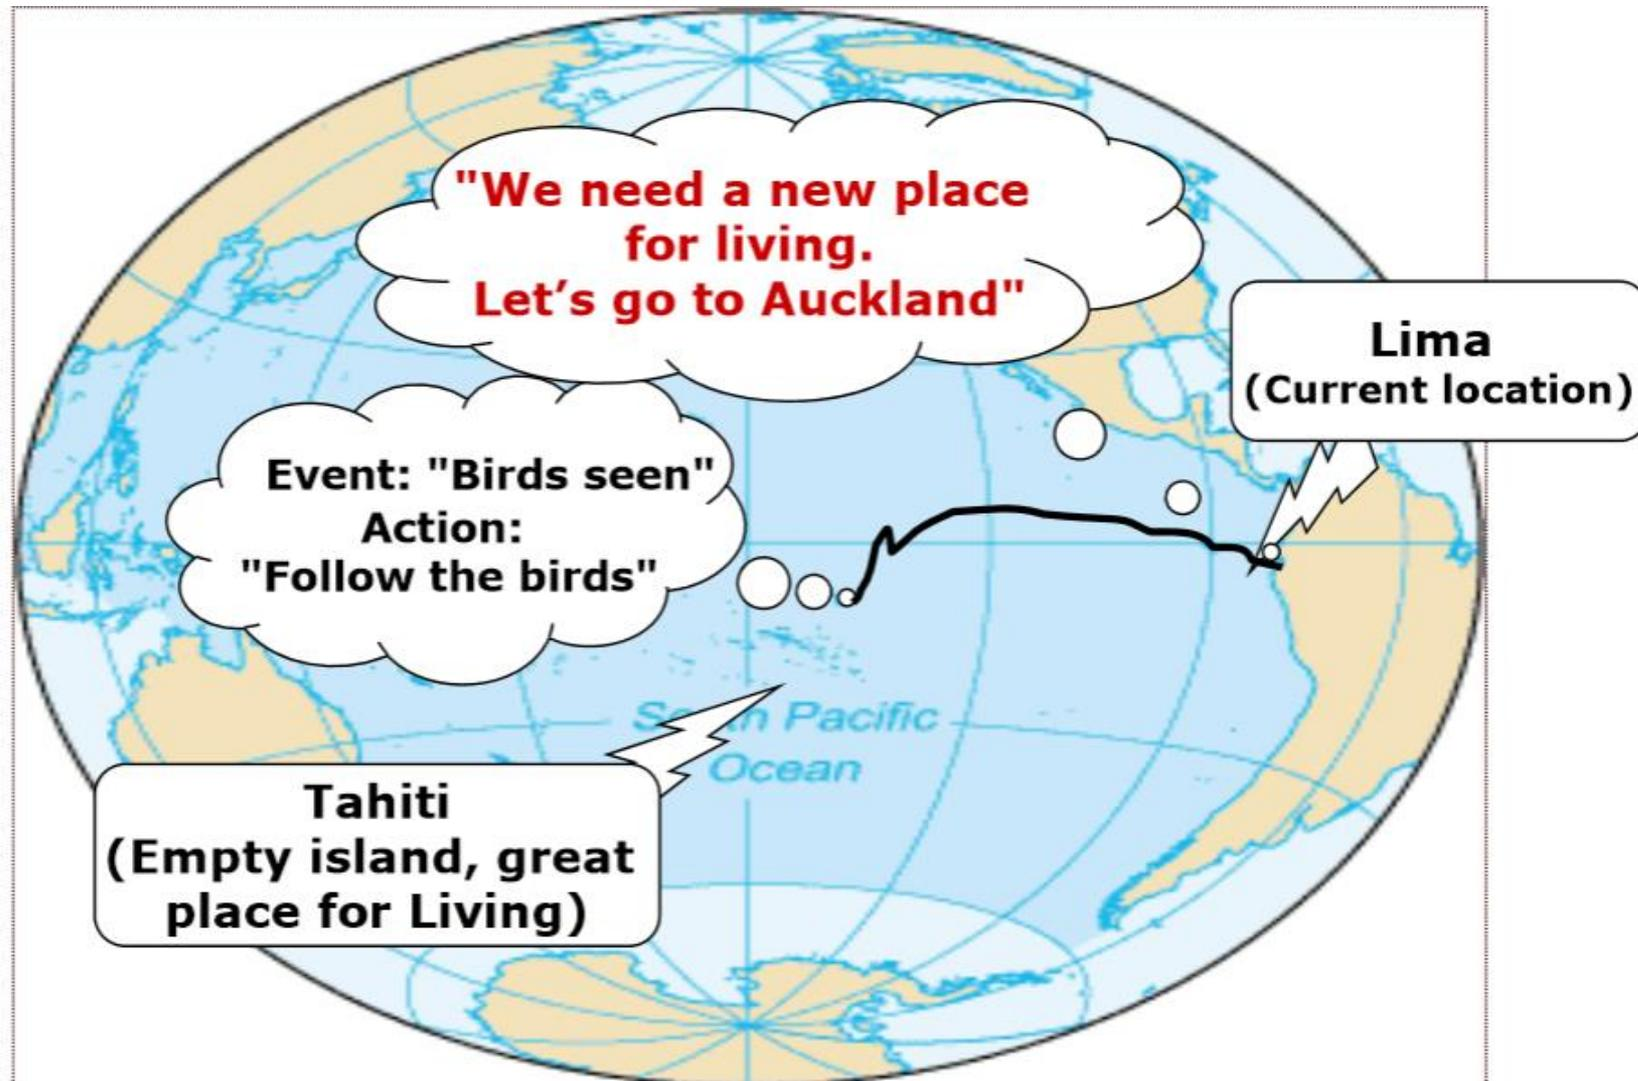 "We need a new place
for living.
Let's go to Auckland"
Lima
(Current location)
Event: "Birds seen"
Action:
"Follow the birds"
Pacific
Ocean
Tahiti
(Empty island, great
place for Living)